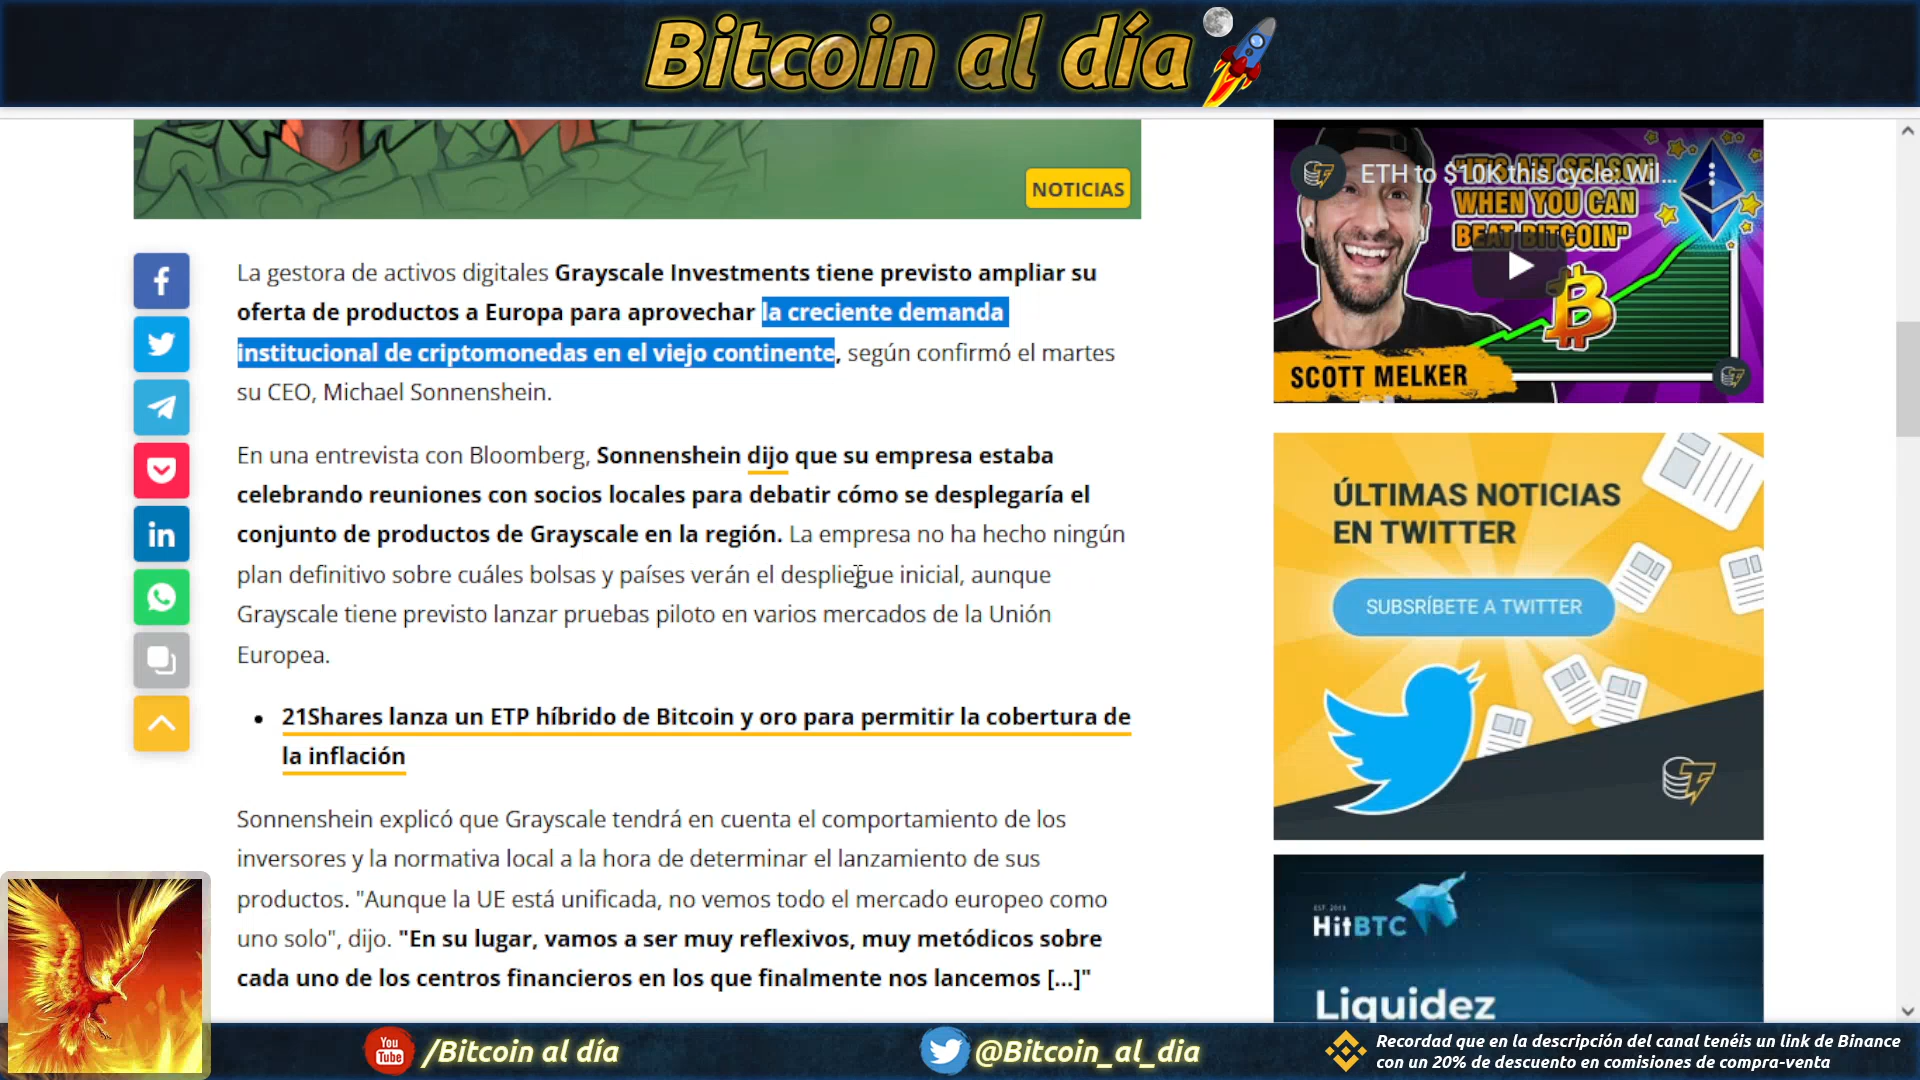 Bitcoin al día
NOTICIAS
La gestora de activos digitales Grayscale Investments tiene previsto ampliar su
oferta de productos a Europa para aprovechar la creciente demanda
institucional de criptomonedas en el viejo continente, según confirmó el martes
su CEO, Michael Sonnenshein.
En una entrevista con Bloomberg, Sonnenshein dijo que su empresa estaba
celebrando reuniones con socios locales para debatir cómo se desplegaría el
conjunto de productos de Grayscale en la región. La empresa no ha hecho ningún
plan definitivo sobre cuáles bolsas y países verán el despliegue inicial, aunque
Grayscale tiene previsto lanzar pruebas piloto en varios mercados de la Unión
Europea.
• 21Shares lanza un ETP híbrido de Bitcoin y oro para permitir la cobertura de
la inflación
Sonnenshein explicó que Grayscale tendrá en cuenta el comportamiento de los
inversores y la normativa local a la hora de determinar el lanzamiento de sus
productos. "Aunque la UE está unificada, no vemos todo el mercado europeo como
uno solo", dijo. "En su lugar, vamos a ser muy reflexivos, muy metódicos sobre
cada uno de los centros financieros en los que finalmente nos lancemos [...]"
ETH to $10K this cycle: Wil...
"IT'S ALT SEASON
WHEN YOU CAN
BEAT BITCOIN"
SCOTT MELKER
ÚLTIMAS NOTICIAS
EN TWITTER
SUBSRÍBETE A TWITTER
EST. 2013
HitBTC
Liquidez
You
Tube
/Bitcoin al día
@Bitcoin_al_dia
Recordad que en la descripción del canal tenéis un link de Binance
con un 20% de descuento en comisiones de compra-venta